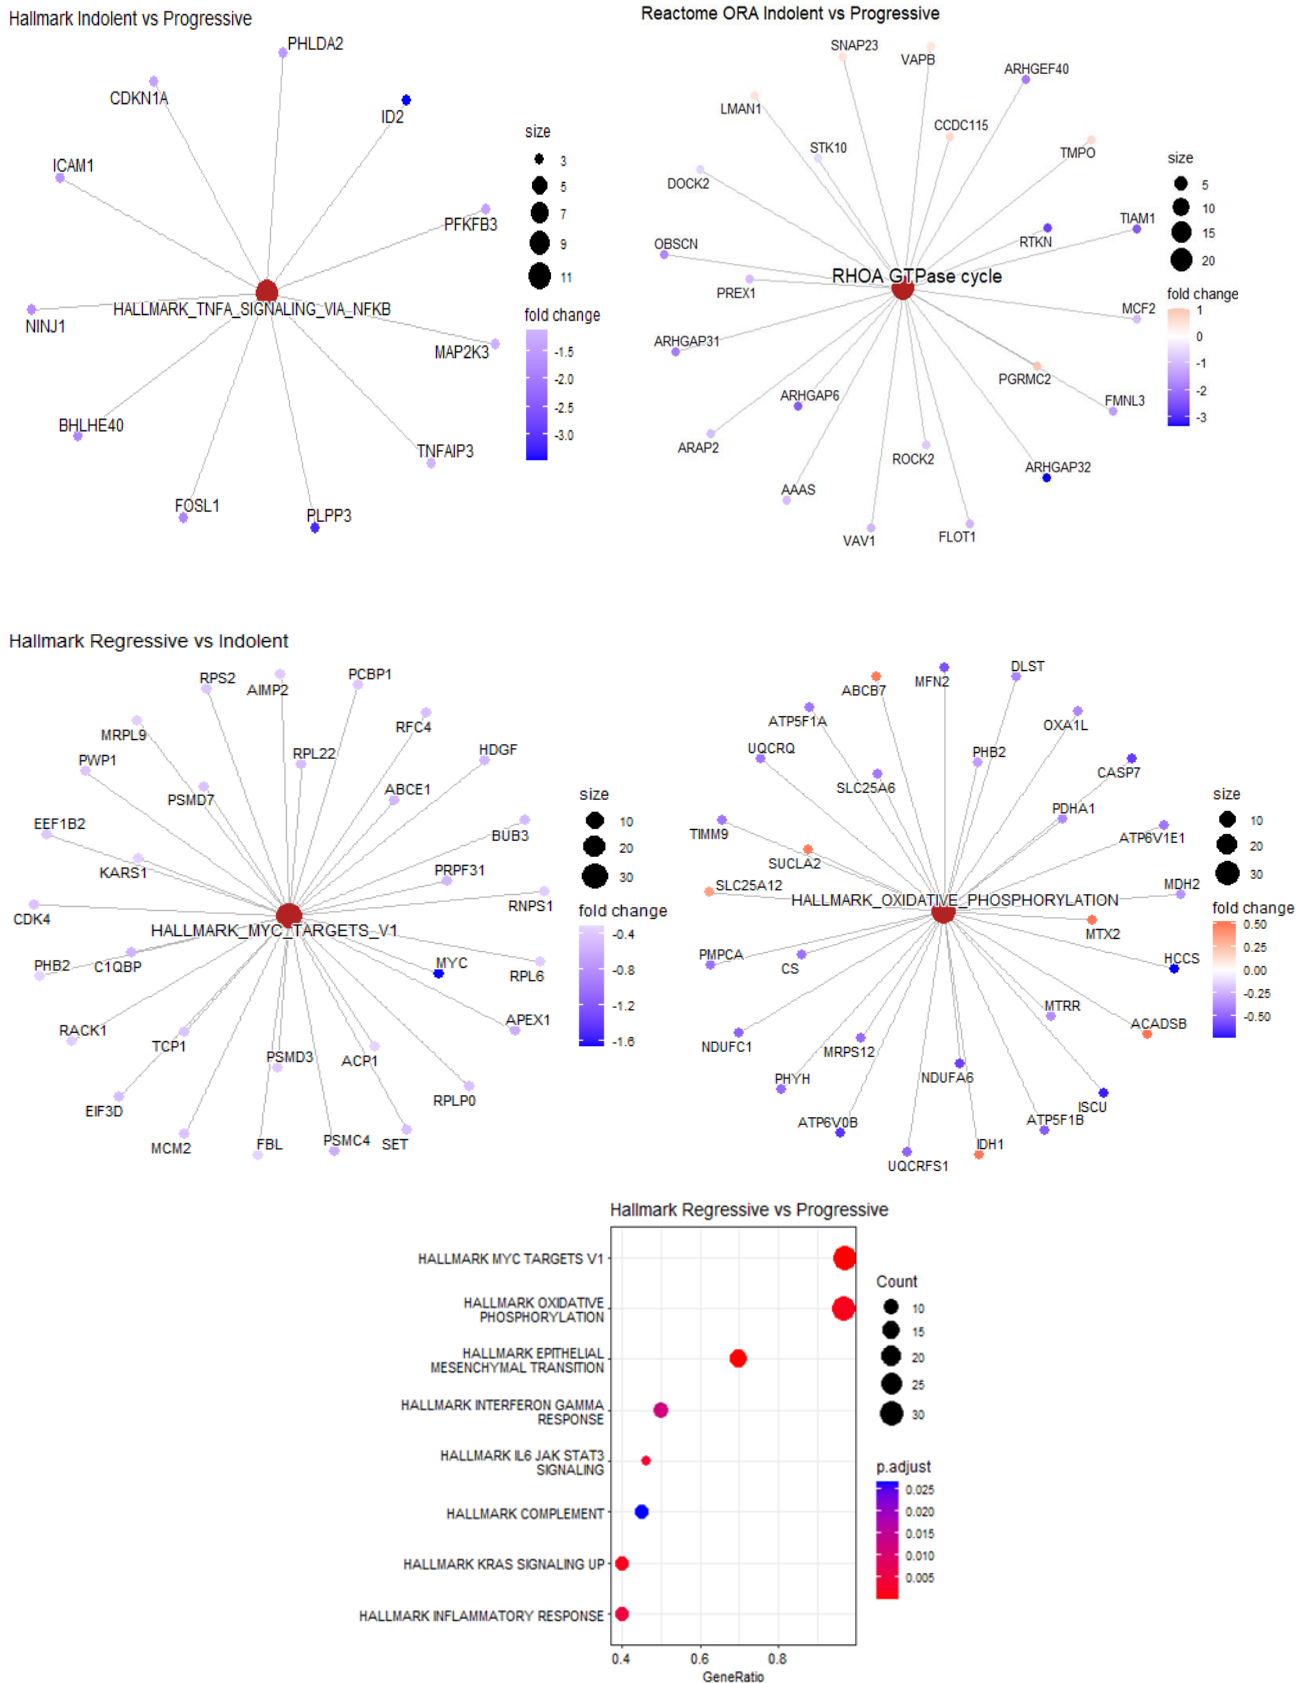 Hallmark Indolent vs Progressive
PHLDA2
CDKN1A
ID2
ICAM1
PFKFB3
HALLMARK_TNFA_SIGNALING_VIA_NFKB
NINJ1
MAP2K3
BHLHE40
TNFAIP3
FOSL1
PLPP3
size
3
5
7
9
11
fold change
-1.5
-2.0
-2.5
-3.0
Reactome ORA Indolent vs Progressive
SNAP23
VAPB
ARHGEF40
LMAN1
CCDC115
STK10
TMPO
DOCK2
TIAM1
RTKN
OBSCN
RHOA GTPase cycle
PREX1
MCF2
ARHGAP31
PGRMC2
ARHGAP6
FMNL3
ARAP2
ROCK2
ARHGAP32
AAAS
VAV1
FLOT1
size
5
10
15
20
fold change
1
0
-1
-2
-3
Hallmark Regressive vs Indolent
RPS2
AIMP2
PCBP1
MRPL9
RFC4
PWP1
RPL22
HDGF
PSMD7
ABCE1
EEF1B2
BUB3
KARS1
PRPF31
RNPS1
CDK4
HALLMARK_MYC_TARGETS_V1
PHB2
C1QBP
MYC
RPL6
RACK1
TCP1
APEX1
PSMD3
ACP1
EIF3D
RPLP0
MCM2
FBL
PSMC4
SET
size
10
20
30
fold change
-0.4
-0.8
-1.2
-1.6
ABCB7
MFN2
DLST
ATP5F1A
OXA1L
UQCRQ
PHB2
CASP7
SLC25A6
PDHA1
TIMM9
ATP6V1E1
SUCLA2
SLC25A12
MDH2
HALLMARK_OXIDATIVE_PHOSPHORYLATION
MTX2
PMPCA
CS
HCCS
MTRR
ACADSB
NDUFC1
MRPS12
NDUFA6
PHYH
ISCU
ATP6V0B
ATP5F1B
IDH1
UQCRFS1
size
10
20
30
fold change
0.50
0.25
0.00
-0.25
-0.50
Hallmark Regressive vs Progressive
HALLMARK MYC TARGETS V1
HALLMARK OXIDATIVE
PHOSPHORYLATION
HALLMARK EPITHELIAL
MESENCHYMAL TRANSITION
HALLMARK INTERFERON GAMMA
RESPONSE
HALLMARK IL6 JAK STAT3
SIGNALING
HALLMARK COMPLEMENT
HALLMARK KRAS SIGNALING UP
HALLMARK INFLAMMATORY RESPONSE
0.4
0.6
0.8
GeneRatio
Count
10
15
20
25
30
p.adjust
0.025
0.020
0.015
0.010
0.005